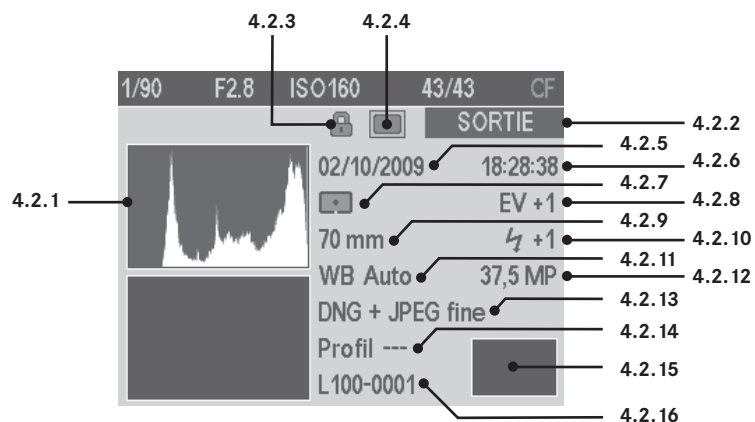 4.2.3 4.2.4
1/90 F2.8 ISO160 43/43 CF
SORTIE 4.2.2
4.2.5
02/10/2009 18:28:38 4.2.6
4.2.7
4.2.1 EV +1 4.2.8
4.2.9
70 mm +1 4.2.10
4.2.11
WB Auto 37,5 MP 4.2.12
DNG + JPEG fine 4.2.13
Profil --- 4.2.14
4.2.15
L100-0001
4.2.16